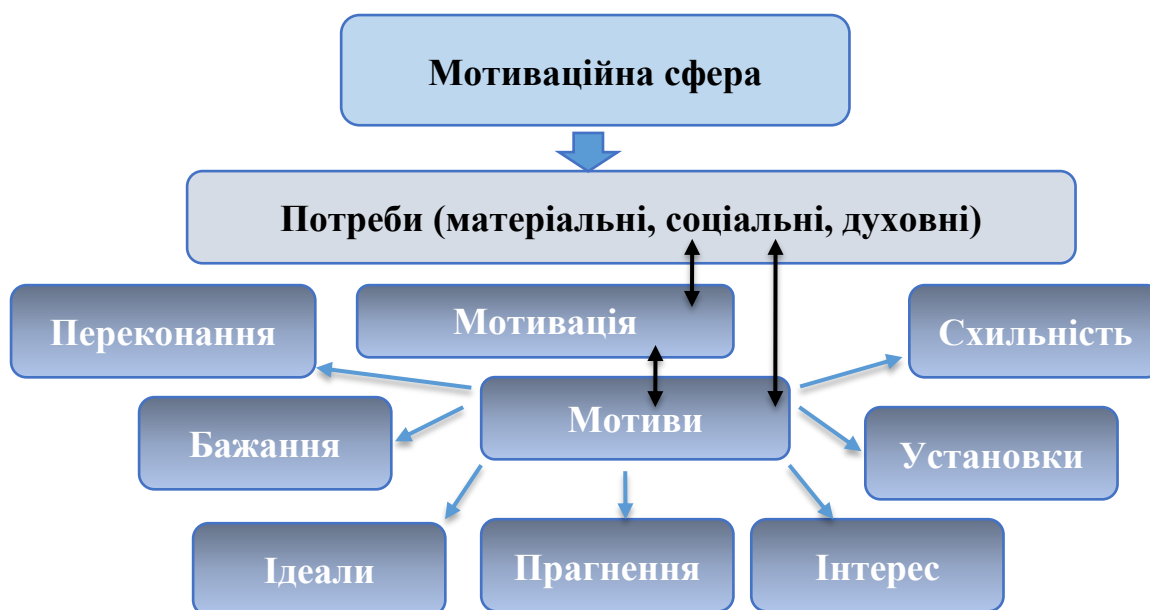 Мотиваційна сфера
Потреби (матеріальні, соціальні, духовні)
Переконання
Мотивація
Схильність
Бажання
Мотиви
Установки
Ідеали
Прагнення
Інтерес